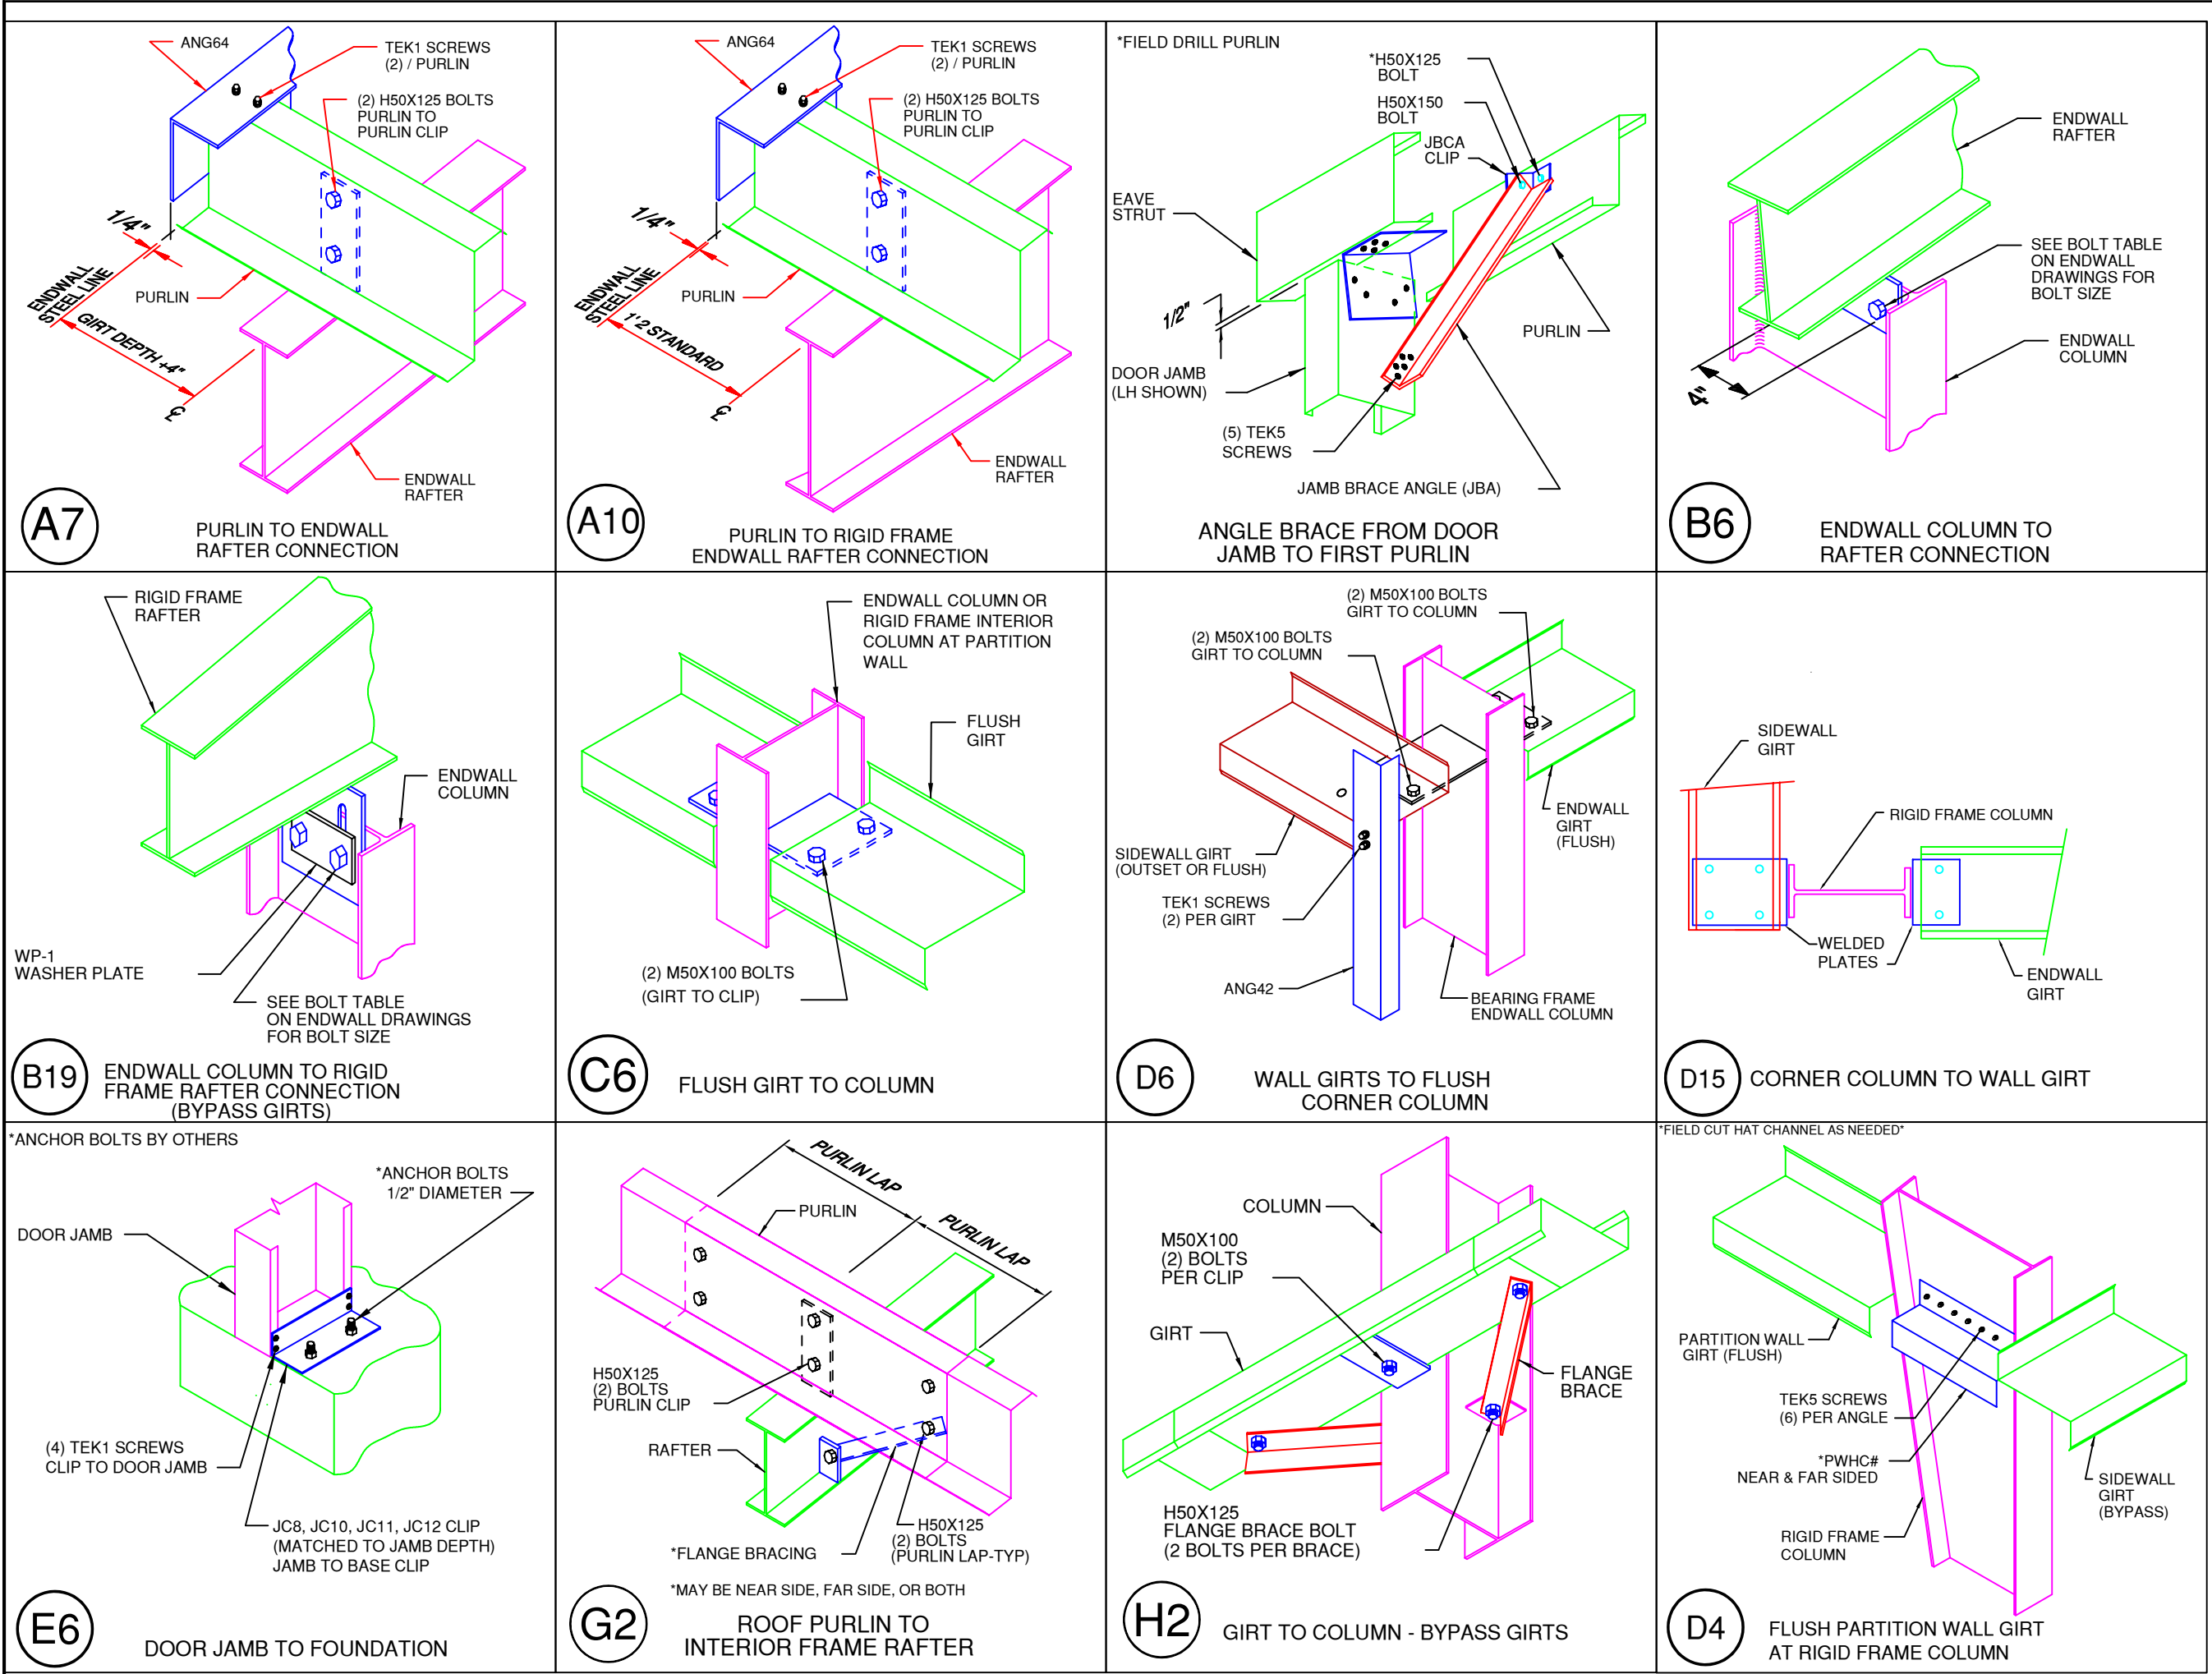 ANG64
TEK1 SCREWS
(2) / PURLIN
(2) H50X125 BOLTS
PURLIN TO
PURLIN CLIP
1/4"
ENDWALL
STEEL LINE
PURLIN
GIRT DEPTH +4"
℄
ENDWALL
RAFTER
A7
PURLIN TO ENDWALL
RAFTER CONNECTION
ANG64
TEK1 SCREWS
(2) / PURLIN
(2) H50X125 BOLTS
PURLIN TO
PURLIN CLIP
1/4"
ENDWALL
STEEL LINE
PURLIN
1'2 STANDARD
℄
ENDWALL
RAFTER
A10
PURLIN TO RIGID FRAME
ENDWALL RAFTER CONNECTION
*FIELD DRILL PURLIN
*H50X125
BOLT
H50X150
BOLT
JBCA
CLIP
EAVE
STRUT
1/2"
PURLIN
DOOR JAMB
(LH SHOWN)
(5) TEK5
SCREWS
JAMB BRACE ANGLE (JBA)
ANGLE BRACE FROM DOOR
JAMB TO FIRST PURLIN
ENDWALL
RAFTER
SEE BOLT TABLE
ON ENDWALL
DRAWINGS FOR
BOLT SIZE
ENDWALL
COLUMN
4"
B6
ENDWALL COLUMN TO
RAFTER CONNECTION
RIGID FRAME
RAFTER
ENDWALL
COLUMN
WP-1
WASHER PLATE
SEE BOLT TABLE
ON ENDWALL DRAWINGS
FOR BOLT SIZE
B19
ENDWALL COLUMN TO RIGID
FRAME RAFTER CONNECTION
(BYPASS GIRTS)
ENDWALL COLUMN OR
RIGID FRAME INTERIOR
COLUMN AT PARTITION
WALL
FLUSH
GIRT
(2) M50X100 BOLTS
(GIRT TO CLIP)
C6
FLUSH GIRT TO COLUMN
(2) M50X100 BOLTS
GIRT TO COLUMN
(2) M50X100 BOLTS
GIRT TO COLUMN
ENDWALL
GIRT
(FLUSH)
SIDEWALL GIRT
(OUTSET OR FLUSH)
TEK1 SCREWS
(2) PER GIRT
ANG42
BEARING FRAME
ENDWALL COLUMN
D6
WALL GIRTS TO FLUSH
CORNER COLUMN
SIDEWALL
GIRT
RIGID FRAME COLUMN
WELDED
PLATES
ENDWALL
GIRT
D15
CORNER COLUMN TO WALL GIRT
*ANCHOR BOLTS BY OTHERS
*ANCHOR BOLTS
1/2" DIAMETER
DOOR JAMB
(4) TEK1 SCREWS
CLIP TO DOOR JAMB
JC8, JC10, JC11, JC12 CLIP
(MATCHED TO JAMB DEPTH)
JAMB TO BASE CLIP
E6
DOOR JAMB TO FOUNDATION
PURLIN LAP
PURLIN LAP
PURLIN
H50X125
(2) BOLTS
PURLIN CLIP
RAFTER
H50X125
(2) BOLTS
(PURLIN LAP-TYP)
*FLANGE BRACING
*MAY BE NEAR SIDE, FAR SIDE, OR BOTH
G2
ROOF PURLIN TO
INTERIOR FRAME RAFTER
COLUMN
M50X100
(2) BOLTS
PER CLIP
GIRT
FLANGE
BRACE
H50X125
FLANGE BRACE BOLT
(2 BOLTS PER BRACE)
H2
GIRT TO COLUMN - BYPASS GIRTS
*FIELD CUT HAT CHANNEL AS NEEDED*
PARTITION WALL
GIRT (FLUSH)
TEK5 SCREWS
(6) PER ANGLE
*PWHC#
NEAR & FAR SIDED
SIDEWALL
GIRT
(BYPASS)
RIGID FRAME
COLUMN
D4
FLUSH PARTITION WALL GIRT
AT RIGID FRAME COLUMN